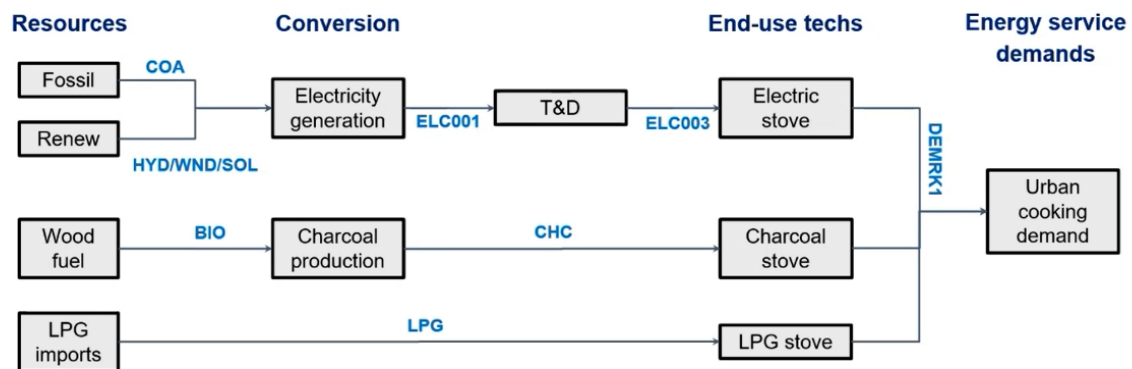 Resources
Conversion
End-use techs
Energy service
demands
Fossil
COA
Renew
HYD/WND/SOL
Electricity
generation
ELC001
T&D
ELC003
Electric
stove
DEMRK1
Urban
cooking
demand
Wood
fuel
BIO
Charcoal
production
CHC
Charcoal
stove
LPG
imports
LPG
LPG stove